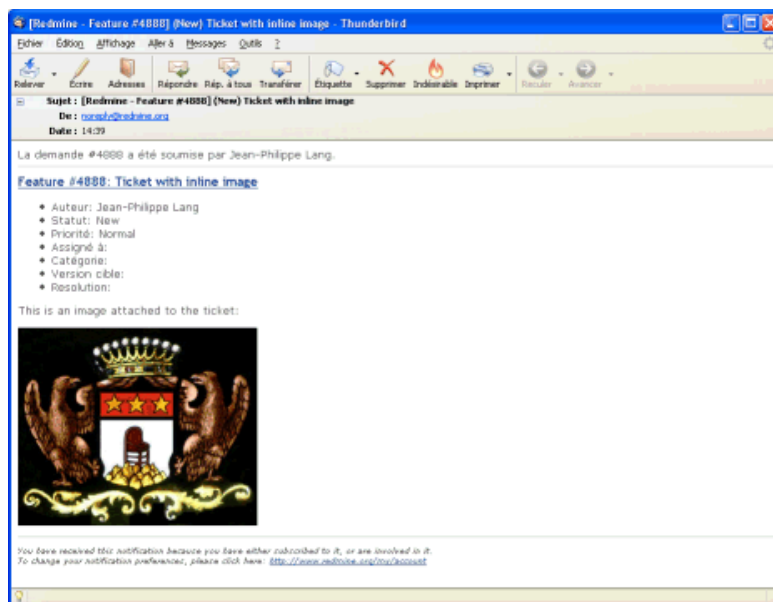 [Redmine - Feature #4888] (New) Ticket with inline image - Thunderbird
Fichier Édition Affichage Aller à Messages Outils ?
Relever Écrire Adresses Répondre Rép. à tous Transférer Étiquette Supprimer Indésirable Imprimer Reculer Avancer
Sujet : [Redmine - Feature #4888] (New) Ticket with inline image
De : noreply@redmine.org
Date : 14:39
La demande #4888 a été soumise par Jean-Philippe Lang.
Feature #4888: Ticket with inline image
Auteur: Jean-Philippe Lang
Statut: New
Priorité: Normal
Assigné à:
Catégorie:
Version cible:
Resolution:
This is an image attached to the ticket:
You have received this notification because you have either subscribed to it, or are involved in it.
To change your notification preferences, please click here: http://www.redmine.org/my/account